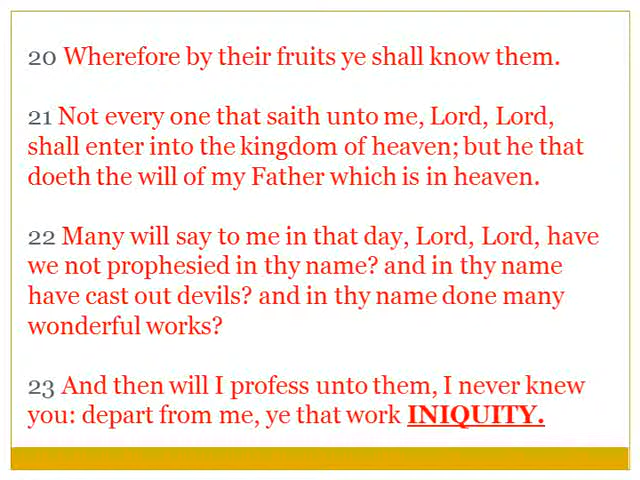 20 Wherefore by their fruits ye shall know them.
21 Not every one that saith unto me, Lord, Lord,
shall enter into the kingdom of heaven; but he that
doeth the will of my Father which is in heaven.
22 Many will say to me in that day, Lord, Lord, have
we not prophesied in thy name? and in thy name
have cast out devils? and in thy name done many
wonderful works?
23 And then will I profess unto them, I never knew
you: depart from me, ye that work INIQUITY.